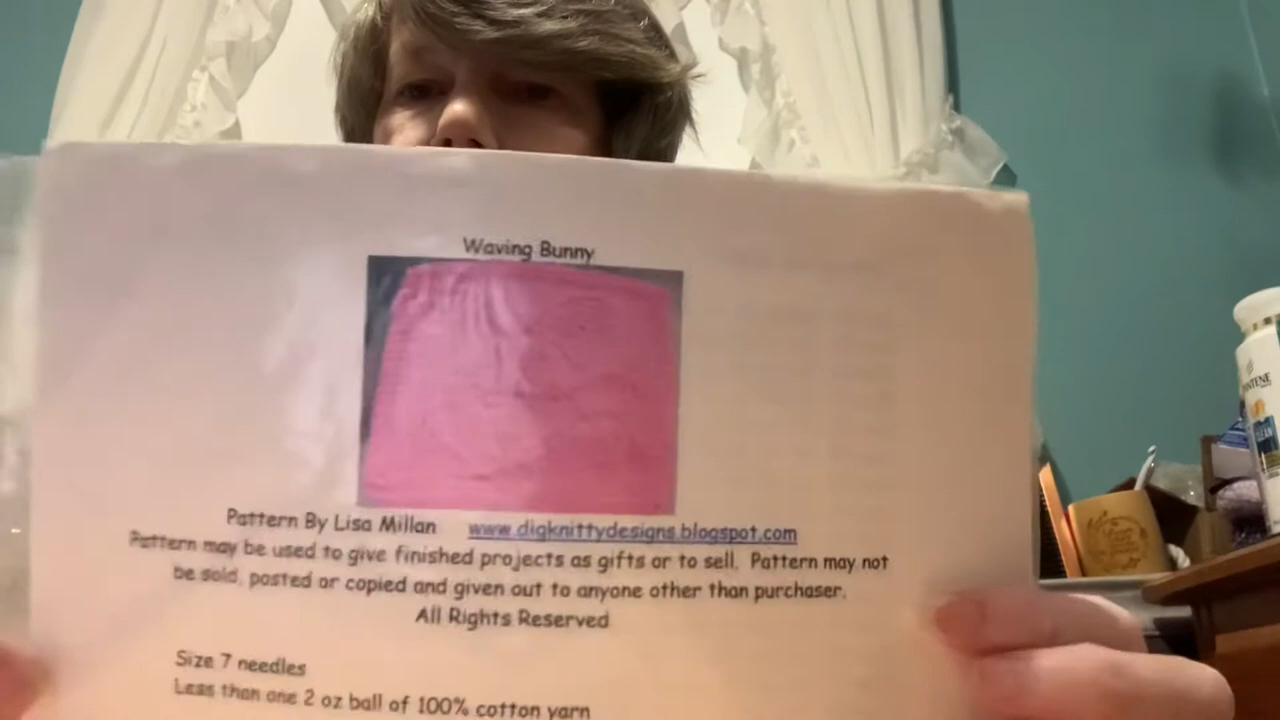 Waving Bunny
Pattern By Lisa Millan www.digknittydesigns.blogspot.com
Pattern may be used to give finished projects as gifts or to sell. Pattern may not
be sold, posted or copied and given out to anyone other than purchaser.
All Rights Reserved
Size 7 needles
Less than one 2 oz ball of 100% cotton yarn